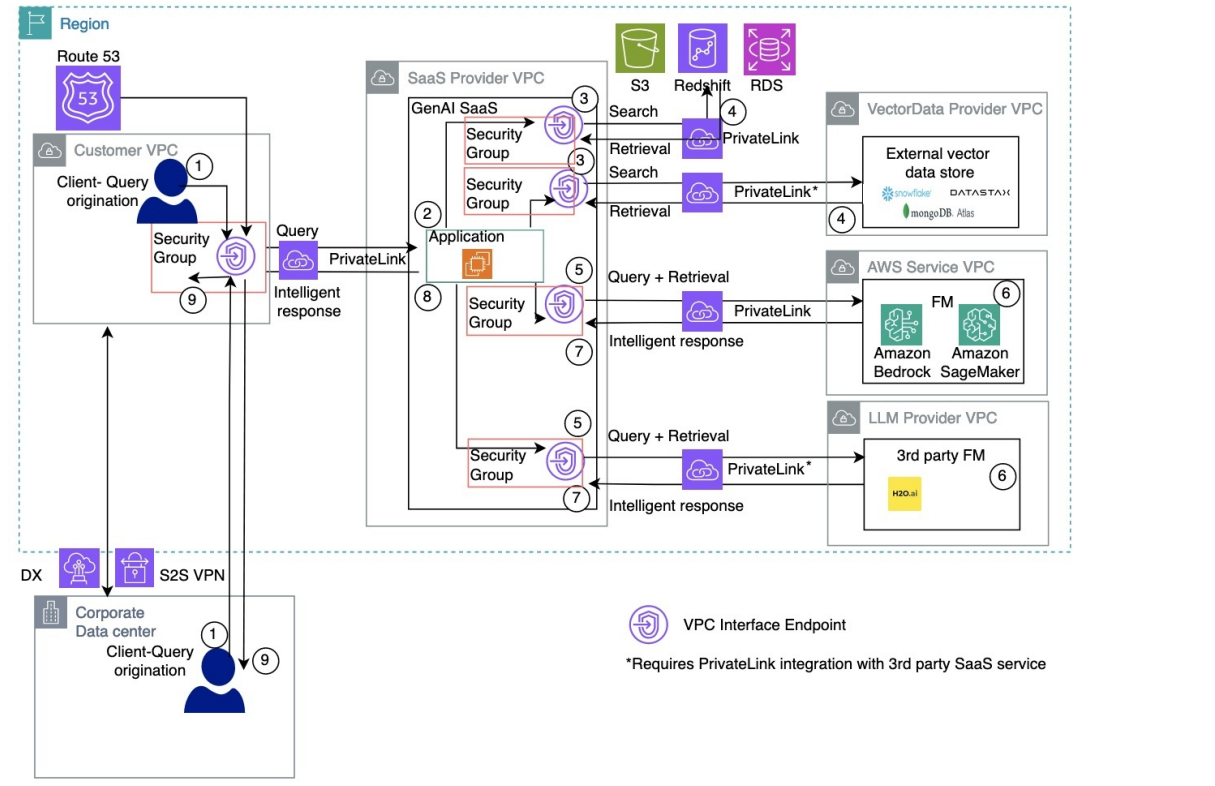 Region
Route 53
53
Customer VPC
1
Client- Query
origination
Security
Group
9
Query
PrivateLink
Intelligent
response
SaaS Provider VPC
GenAI SaaS
3
Security
Group
3
Security
Group
2
Application
8
5
Security
Group
7
5
Security
Group
7
S3
Redshift
RDS
Search
4
PrivateLink
Retrieval
Search
PrivateLink*
Retrieval
4
VectorData Provider VPC
External vector
data store
snowflake
DATASTAX
mongoDB. Atlas
Query + Retrieval
PrivateLink
Intelligent response
AWS Service VPC
FM
6
Amazon
Bedrock
Amazon
SageMaker
Query + Retrieval
PrivateLink*
Intelligent response
LLM Provider VPC
3rd party FM
6
H2O.ai
DX
S2S VPN
Corporate
Data center
1
Client-Query
origination
9
VPC Interface Endpoint
*Requires PrivateLink integration with 3rd party SaaS service